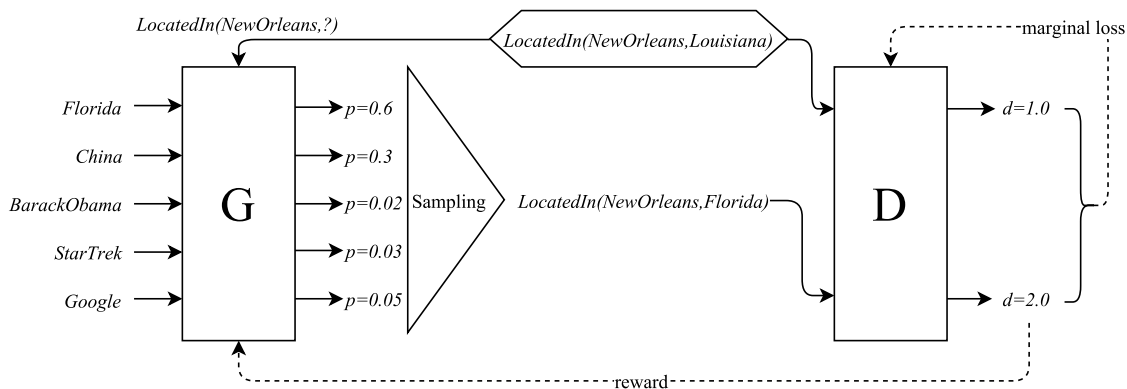 LocatedIn(NewOrleans,?)
LocatedIn(NewOrleans,Louisiana)
marginal loss
Florida
China
BarackObama
StarTrek
Google
G
p=0.6
p=0.3
p=0.02
p=0.03
p=0.05
Sampling
LocatedIn(NewOrleans,Florida)
D
d=1.0
d=2.0
reward